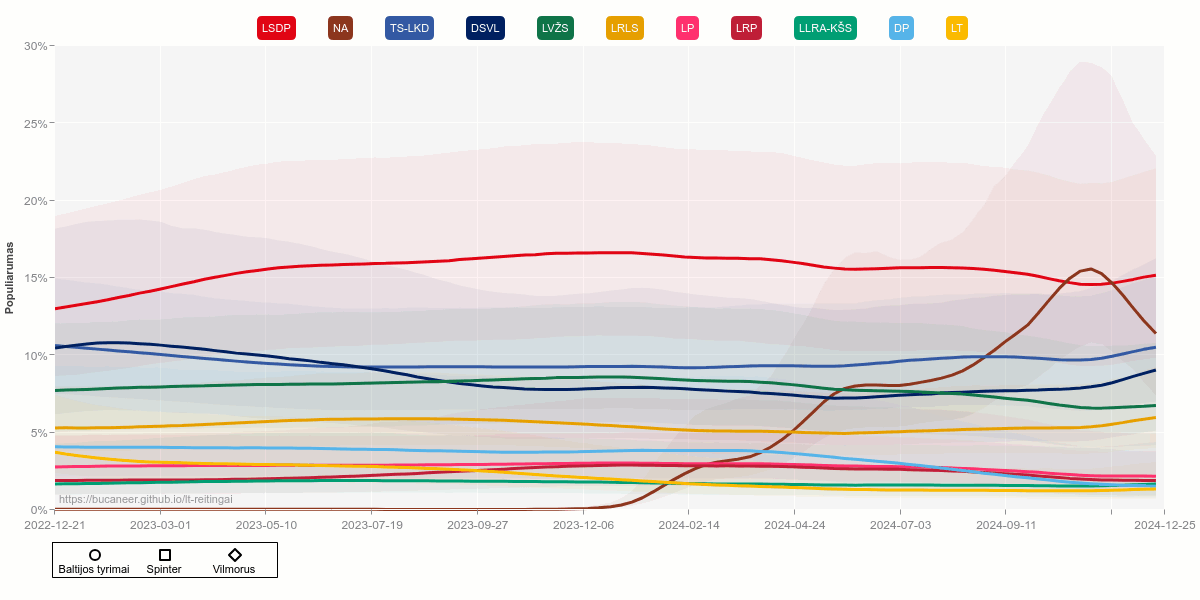 LSDP NA TS-LKD DSVL LVŽS LRLS LP LRP LLRA-KŠS DP LT
30%
25%
20%
15%
10%
5%
0%
Populiarumas
https://bucaneer.github.io/lt-reitingai
2022-12-21 2023-03-01 2023-05-10 2023-07-19 2023-09-27 2023-12-06 2024-02-14 2024-04-24 2024-07-03 2024-09-11 2024-12-25
Baltijos tyrimai Spinter Vilmorus